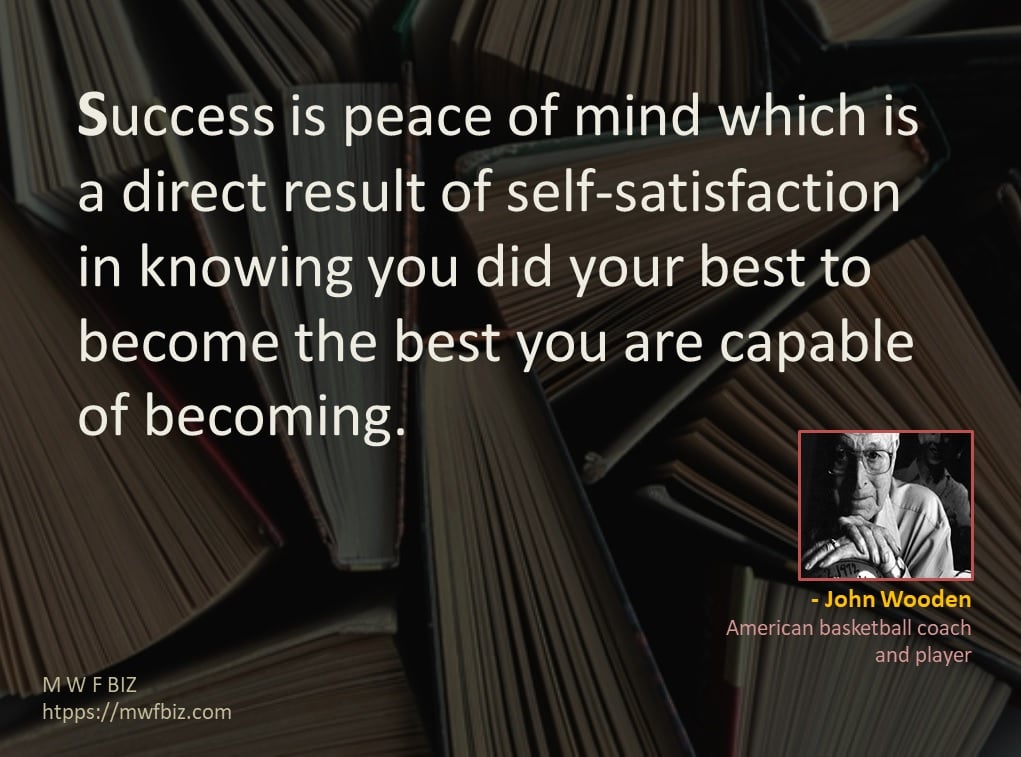 Success is peace of mind which is
a direct result of self-satisfaction
in knowing you did your best to
become the best you are capable
of becoming.
- John Wooden
American basketball coach
and player
M W F BIZ
htpps://mwfbiz.com